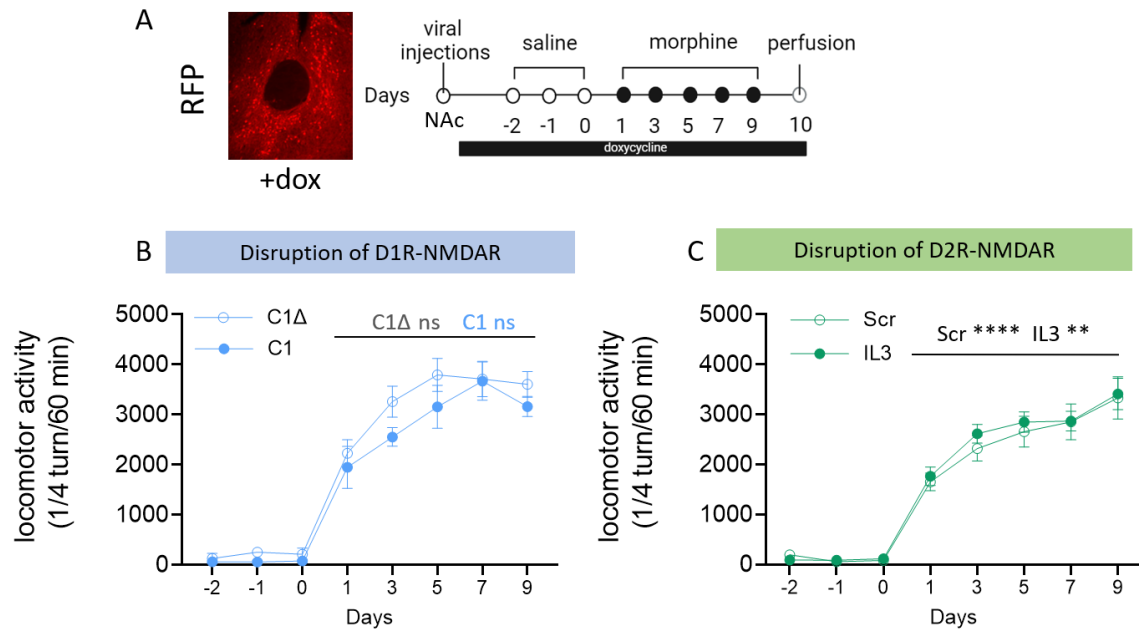 A
RFP
+dox
viral
injections
saline
morphine
perfusion
Days
NAc
-2
-1
0
1
3
5
7
9
10
doxycycline
B
Disruption of D1R-NMDAR
C1Δ
C1
C1Δ ns C1 ns
locomotor activity
(1/4 turn/60 min)
5000
4000
3000
2000
1000
0
-2 -1 0 1 3 5 7 9
Days
C
Disruption of D2R-NMDAR
Scr
IL3
Scr **** IL3 **
locomotor activity
(1/4 turn/60 min)
5000
4000
3000
2000
1000
0
-2 -1 0 1 3 5 7 9
Days